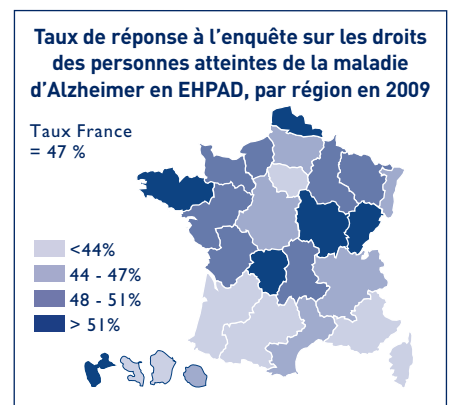 Taux de réponse à l'enquête sur les droits
des personnes atteintes de la maladie
d'Alzheimer en EHPAD, par région en 2009
Taux France
= 47 %
<44%
44 - 47%
48 - 51%
> 51%